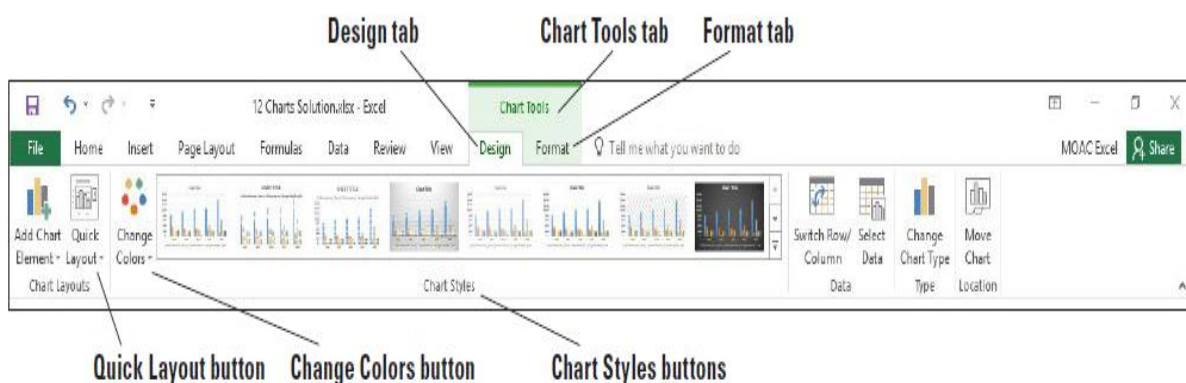 Design tab Chart Tools tab Format tab
12 Charts Solution.xlsx - Excel Chart Tools
File Home Insert Page Layout Formulas Data Review View Design Format Tell me what you want to do MOAC Excel Share
Add Chart Quick Change Switch Row/ Select Change Move
Element Layout Colors Column Data Chart Type Chart
Chart Layouts Chart Styles Data Type Location
Quick Layout button Change Colors button Chart Styles buttons